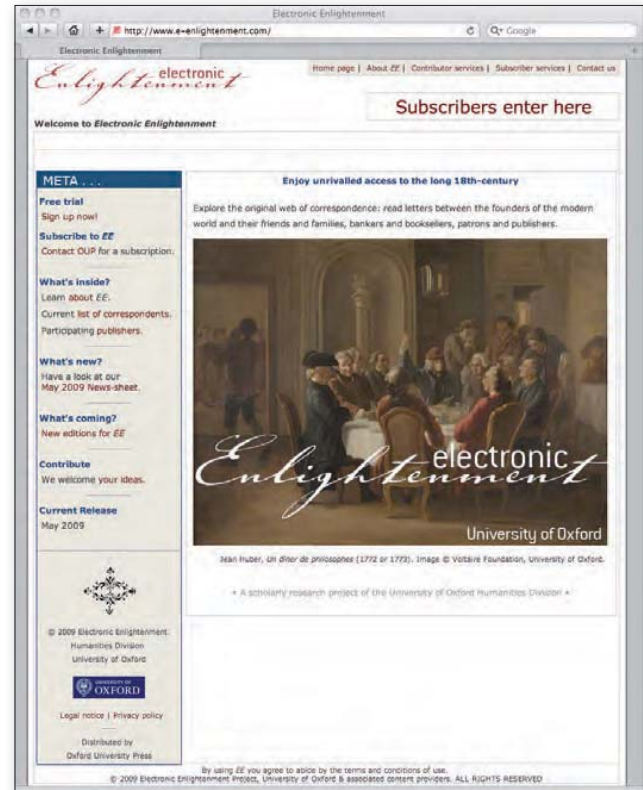 Electronic Enlightenment
http://www.e-enlightenment.com/
Google
Electronic Enlightenment
electronic
Enlightenment
Home page | About EE | Contributor services | Subscriber services | Contact us
Subscribers enter here
Welcome to Electronic Enlightenment
META . . .
Free trial
Sign up now!
Subscribe to EE
Contact OUP for a subscription.
What's inside?
Learn about EE.
Current list of correspondents.
Participating publishers.
What's new?
Have a look at our
May 2009 News-sheet.
What's coming?
New editions for EE
Contribute
We welcome your ideas.
Current Release
May 2009
© 2009 Electronic Enlightenment.
Humanities Division
University of Oxford
UNIVERSITY OF
OXFORD
Legal notice | Privacy policy
Distributed by
Oxford University Press
Enjoy unrivalled access to the long 18th-century
Explore the original web of correspondence: read letters between the founders of the modern
world and their friends and families, bankers and booksellers, patrons and publishers.
electronic
Enlightenment
University of Oxford
Jean Huber, Un dîner de philosophes (1772 or 1773). Image © Voltaire Foundation, University of Oxford.
• A scholarly research project of the University of Oxford Humanities Division •
By using EE you agree to abide by the terms and conditions of use.
© 2009 Electronic Enlightenment Project, University of Oxford & associated content providers. ALL RIGHTS RESERVED